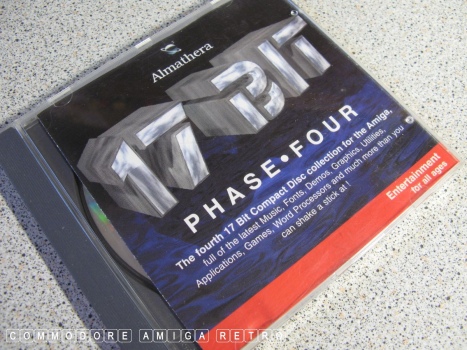 Almathera
17 BIT
PHASE•FOUR
The fourth 17 Bit Compact Disc collection for the Amiga,
full of the latest Music, Fonts, Demos, Graphics, Utilities,
Applications, Games, Word Processors and much more than you
can shake a stick at !
Entertainment
for all ages
COMMODORE AMIGA RETRO